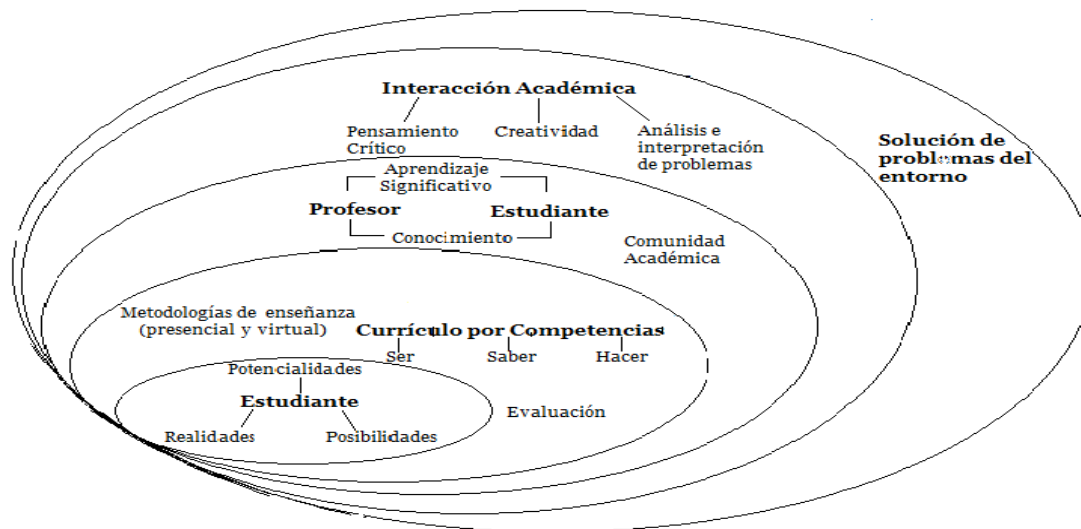 Interacción Académica
Pensamiento
Crítico
Creatividad
Análisis e
interpretación
de problemas
Solución de
problemas del
entorno
Aprendizaje
Significativo
Profesor
Estudiante
Conocimiento
Comunidad
Académica
Metodologías de enseñanza
(presencial y virtual)
Currículo por Competencias
Ser
Saber
Hacer
Potencialidades
Estudiante
Realidades
Posibilidades
Evaluación